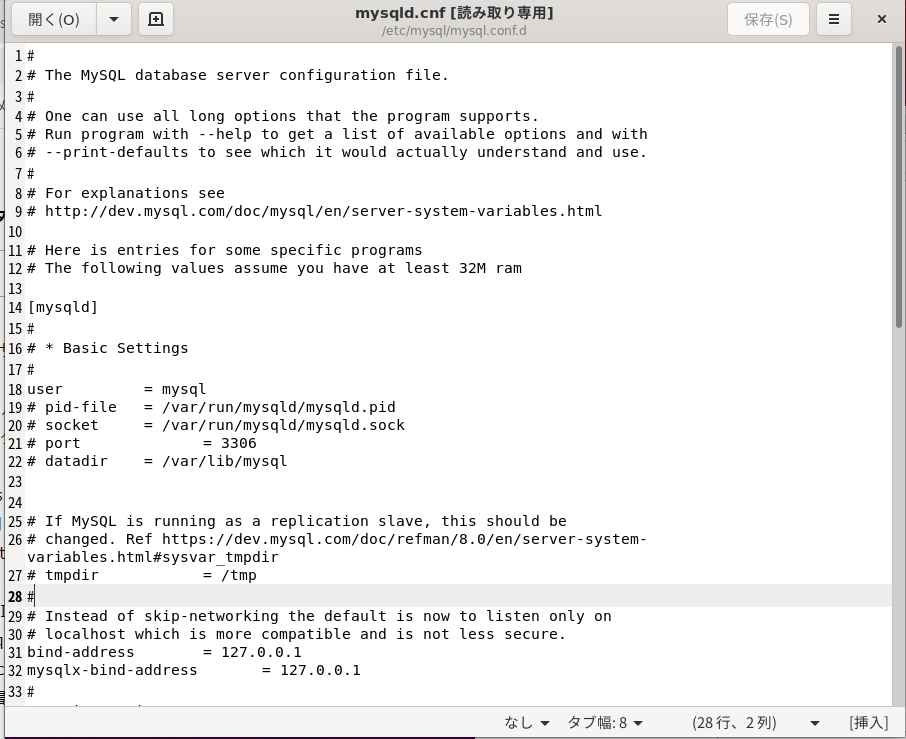 開く(O)
mysqld.cnf [読み取り専用]
/etc/mysql/mysql.conf.d
保存(S)
1 #
2 # The MySQL database server configuration file.
3 #
4 # One can use all long options that the program supports.
5 # Run program with --help to get a list of available options and with
6 # --print-defaults to see which it would actually understand and use.
7 #
8 # For explanations see
9 # http://dev.mysql.com/doc/mysql/en/server-system-variables.html
10
11 # Here is entries for some specific programs
12 # The following values assume you have at least 32M ram
13
14 [mysqld]
15 #
16 # * Basic Settings
17 #
18 user         = mysql
19 # pid-file   = /var/run/mysqld/mysqld.pid
20 # socket     = /var/run/mysqld/mysqld.sock
21 # port              = 3306
22 # datadir    = /var/lib/mysql
23
24
25 # If MySQL is running as a replication slave, this should be
26 # changed. Ref https://dev.mysql.com/doc/refman/8.0/en/server-system-
variables.html#sysvar_tmpdir
27 # tmpdir            = /tmp
28 #
29 # Instead of skip-networking the default is now to listen only on
30 # localhost which is more compatible and is not less secure.
31 bind-address        = 127.0.0.1
32 mysqlx-bind-address       = 127.0.0.1
33 #
なし タブ幅: 8 (28 行、2 列) [挿入]